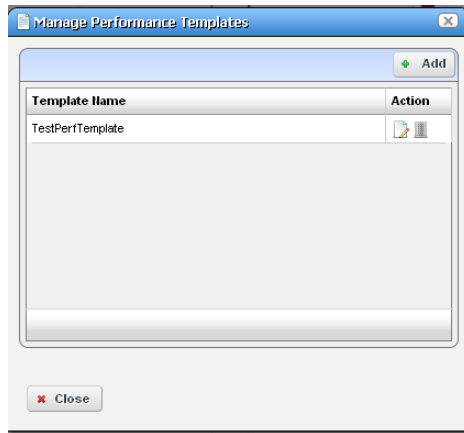 Manage Performance Templates
Add
Template Name Action
TestPerfTemplate
Close